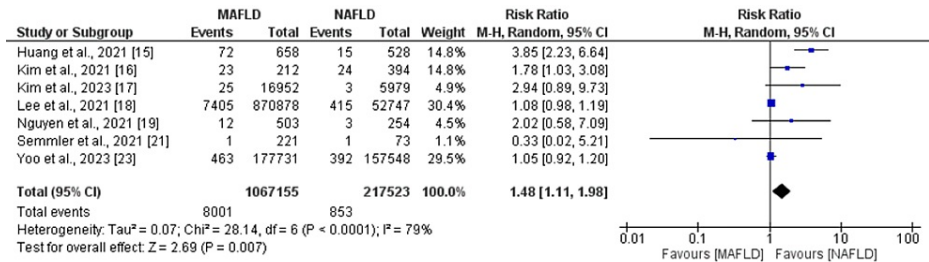 MAFLD NAFLD Risk Ratio Risk Ratio
Study or Subgroup Events Total Events Total Weight M-H, Random, 95% CI M-H, Random, 95% CI
Huang et al., 2021 [15] 72 658 15 528 14.8% 3.85 [2.23, 6.64]
Kim et al., 2021 [16] 23 212 24 394 14.8% 1.78 [1.03, 3.08]
Kim et al., 2023 [17] 25 16952 3 5979 4.9% 2.94 [0.89, 9.73]
Lee et al., 2021 [18] 7405 870878 415 52747 30.4% 1.08 [0.98, 1.19]
Nguyen et al., 2021 [19] 12 503 3 254 4.5% 2.02 [0.58, 7.09]
Semmler et al., 2021 [21] 1 221 1 73 1.1% 0.33 [0.02, 5.21]
Yoo et al., 2023 [23] 463 177731 392 157548 29.5% 1.05 [0.92, 1.20]
Total (95% CI) 1067155 217523 100.0% 1.48 [1.11, 1.98]
Total events 8001 853
Heterogeneity: Tau² = 0.07; Chi² = 28.14, df = 6 (P < 0.0001); I² = 79%
Test for overall effect: Z = 2.69 (P = 0.007)
0.01 0.1 1 10 100
Favours [MAFLD] Favours [NAFLD]